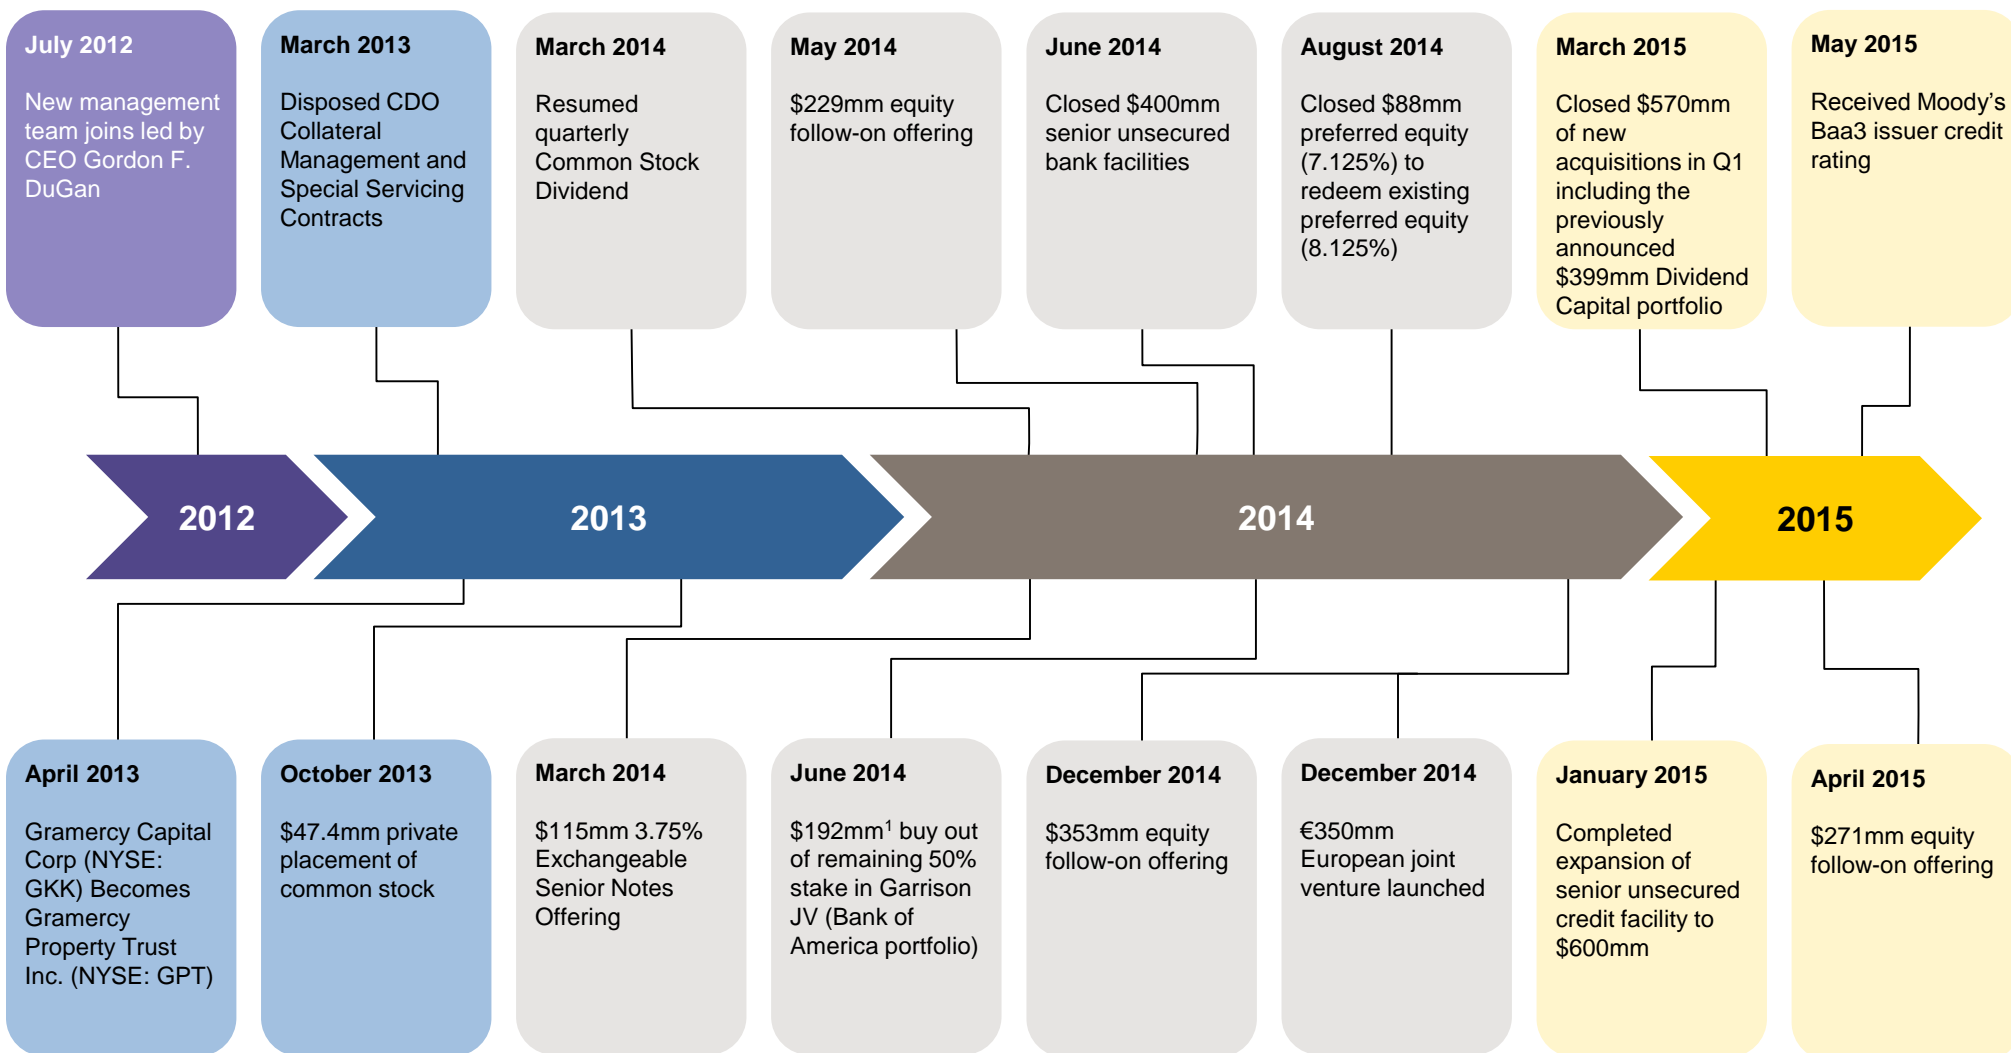 July 2012
New management
team joins led by
CEO Gordon F.
DuGan
March 2013
Disposed CDO
Collateral
Management and
Special Servicing
Contracts
March 2014
Resumed
quarterly
Common Stock
Dividend
May 2014
$229mm equity
follow-on offering
June 2014
Closed $400mm
senior unsecured
bank facilities
August 2014
Closed $88mm
preferred equity
(7.125%) to
redeem existing
preferred equity
(8.125%)
March 2015
Closed $570mm
of new
acquisitions in Q1
including the
previously
announced
$399mm Dividend
Capital portfolio
May 2015
Received Moody’s
Baa3 issuer credit
rating
2012
2013
2014
2015
April 2013
Gramercy Capital
Corp (NYSE:
GKK) Becomes
Gramercy
Property Trust
Inc. (NYSE: GPT)
October 2013
$47.4mm private
placement of
common stock
March 2014
$115mm 3.75%
Exchangeable
Senior Notes
Offering
June 2014
$192mm¹ buy out
of remaining 50%
stake in Garrison
JV (Bank of
America portfolio)
December 2014
$353mm equity
follow-on offering
December 2014
€350mm
European joint
venture launched
January 2015
Completed
expansion of
senior unsecured
credit facility to
$600mm
April 2015
$271mm equity
follow-on offering